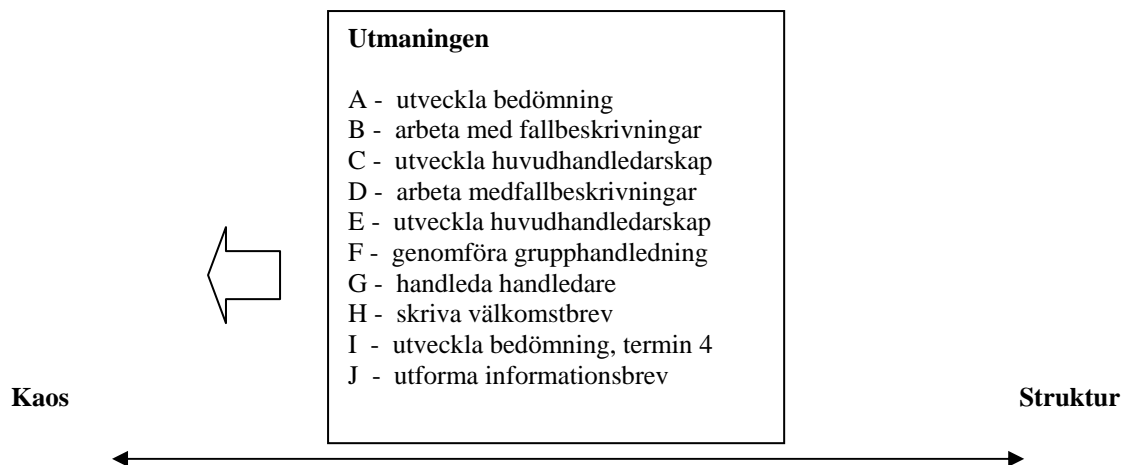 Utmaningen
A - utveckla bedömning
B - arbeta med fallbeskrivningar
C - utveckla huvudhandledarskap
D - arbeta medfallbeskrivningar
E - utveckla huvudhandledarskap
F - genomföra grupphandledning
G - handleda handledare
H - skriva välkomstbrev
I - utveckla bedömning, termin 4
J - utforma informationsbrev
Kaos
Struktur